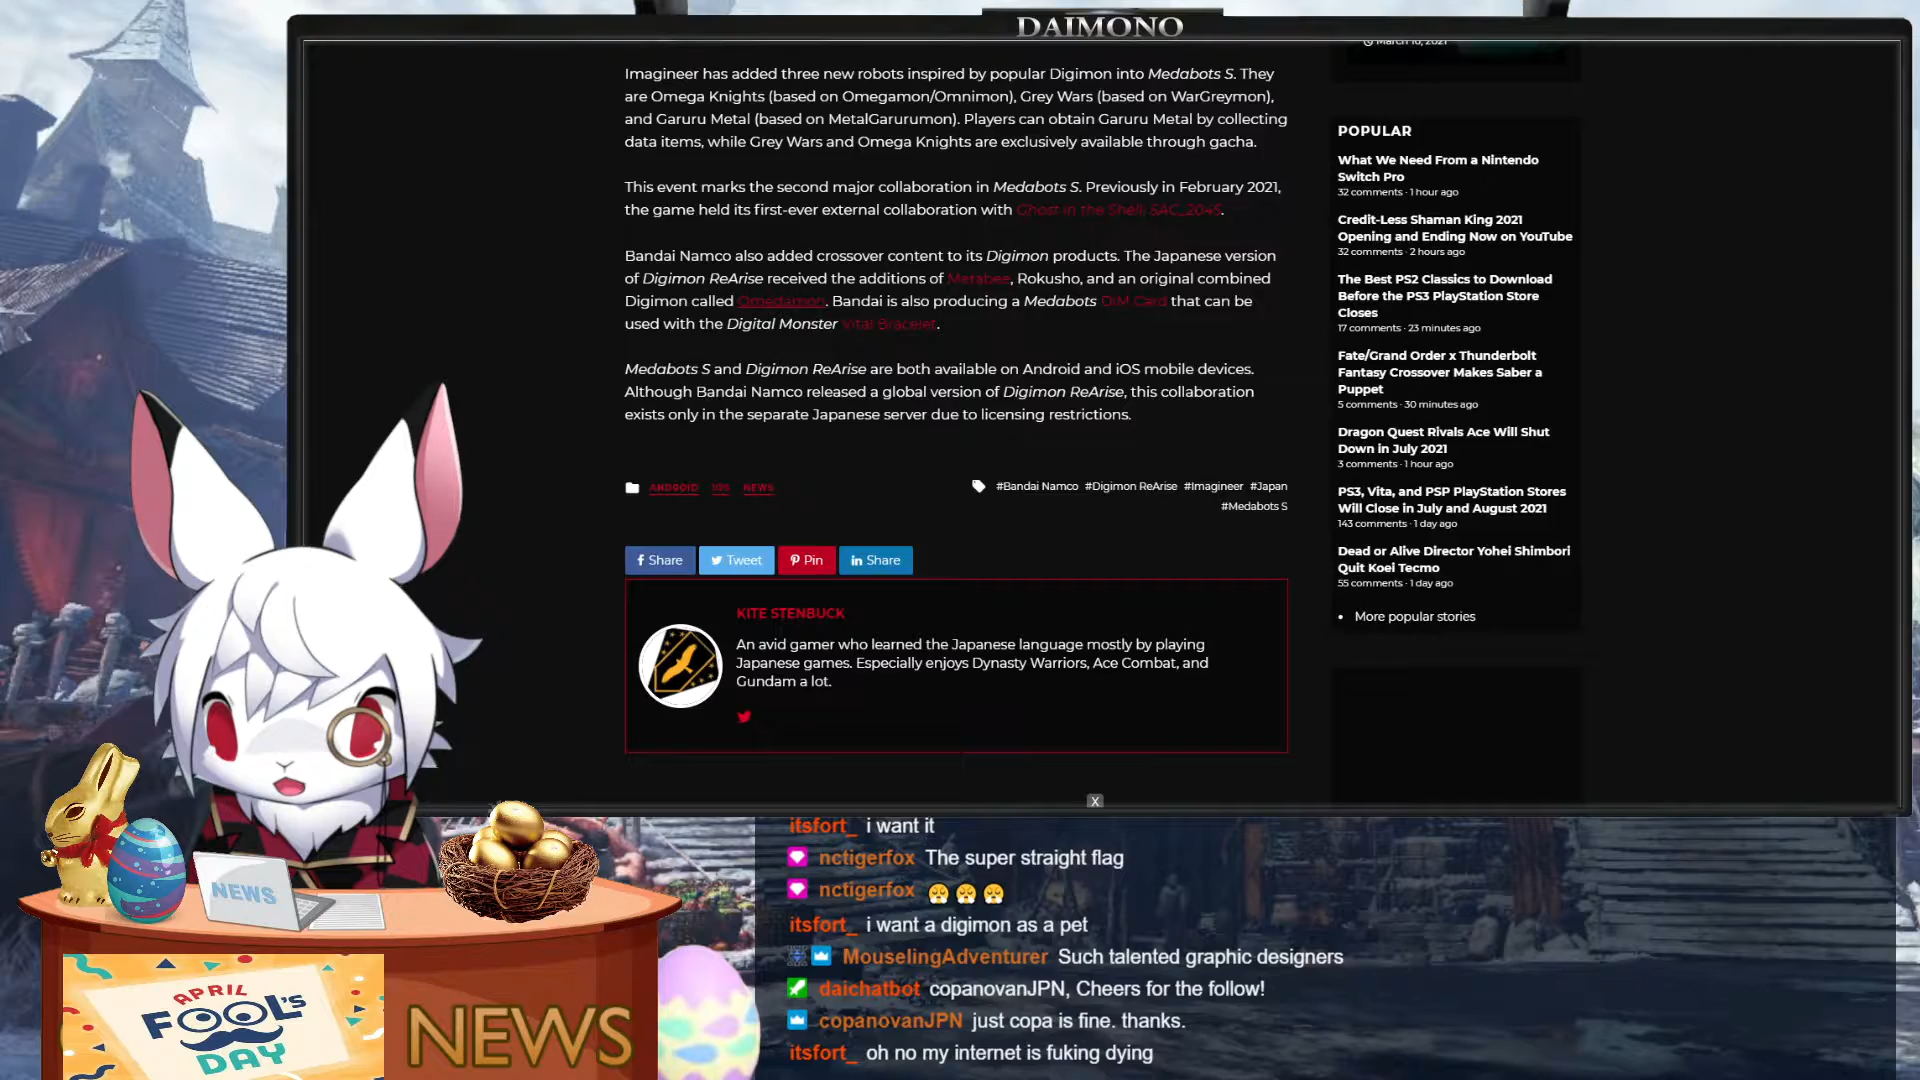 DAIMONO
March 16, 2021
Imagineer has added three new robots inspired by popular Digimon into Medabots S. They
are Omega Knights (based on Omegamon/Omnimon), Grey Wars (based on WarGreymon),
and Garuru Metal (based on MetalGarurumon). Players can obtain Garuru Metal by collecting
data items, while Grey Wars and Omega Knights are exclusively available through gacha.
This event marks the second major collaboration in Medabots S. Previously in February 2021,
the game held its first-ever external collaboration with Ghost in the Shell: SAC_2045.
Bandai Namco also added crossover content to its Digimon products. The Japanese version
of Digimon ReArise received the additions of Metabee, Rokusho, and an original combined
Digimon called Omedamon. Bandai is also producing a Medabots DiM Card that can be
used with the Digital Monster Vital Bracelet.
Medabots S and Digimon ReArise are both available on Android and iOS mobile devices.
Although Bandai Namco released a global version of Digimon ReArise, this collaboration
exists only in the separate Japanese server due to licensing restrictions.
ANDROID IOS NEWS
#Bandai Namco #Digimon ReArise #Imagineer #Japan
#Medabots S
Share Tweet Pin Share
KITE STENBUCK
An avid gamer who learned the Japanese language mostly by playing
Japanese games. Especially enjoys Dynasty Warriors, Ace Combat, and
Gundam a lot.
POPULAR
What We Need From a Nintendo
Switch Pro
32 comments · 1 hour ago
Credit-Less Shaman King 2021
Opening and Ending Now on YouTube
32 comments · 2 hours ago
The Best PS2 Classics to Download
Before the PS3 PlayStation Store
Closes
17 comments · 23 minutes ago
Fate/Grand Order x Thunderbolt
Fantasy Crossover Makes Saber a
Puppet
5 comments · 30 minutes ago
Dragon Quest Rivals Ace Will Shut
Down in July 2021
3 comments · 1 hour ago
PS3, Vita, and PSP PlayStation Stores
Will Close in July and August 2021
143 comments · 1 day ago
Dead or Alive Director Yohei Shimbori
Quit Koei Tecmo
55 comments · 1 day ago
• More popular stories
X
itsfort_ i want it
nctigerfox The super straight flag
nctigerfox
itsfort_ i want a digimon as a pet
MouselingAdventurer Such talented graphic designers
daichatbot copanovanJPN, Cheers for the follow!
copanovanJPN just copa is fine. thanks.
itsfort_ oh no my internet is fuking dying
NEWS
APRIL
FOOL'S
DAY
NEWS